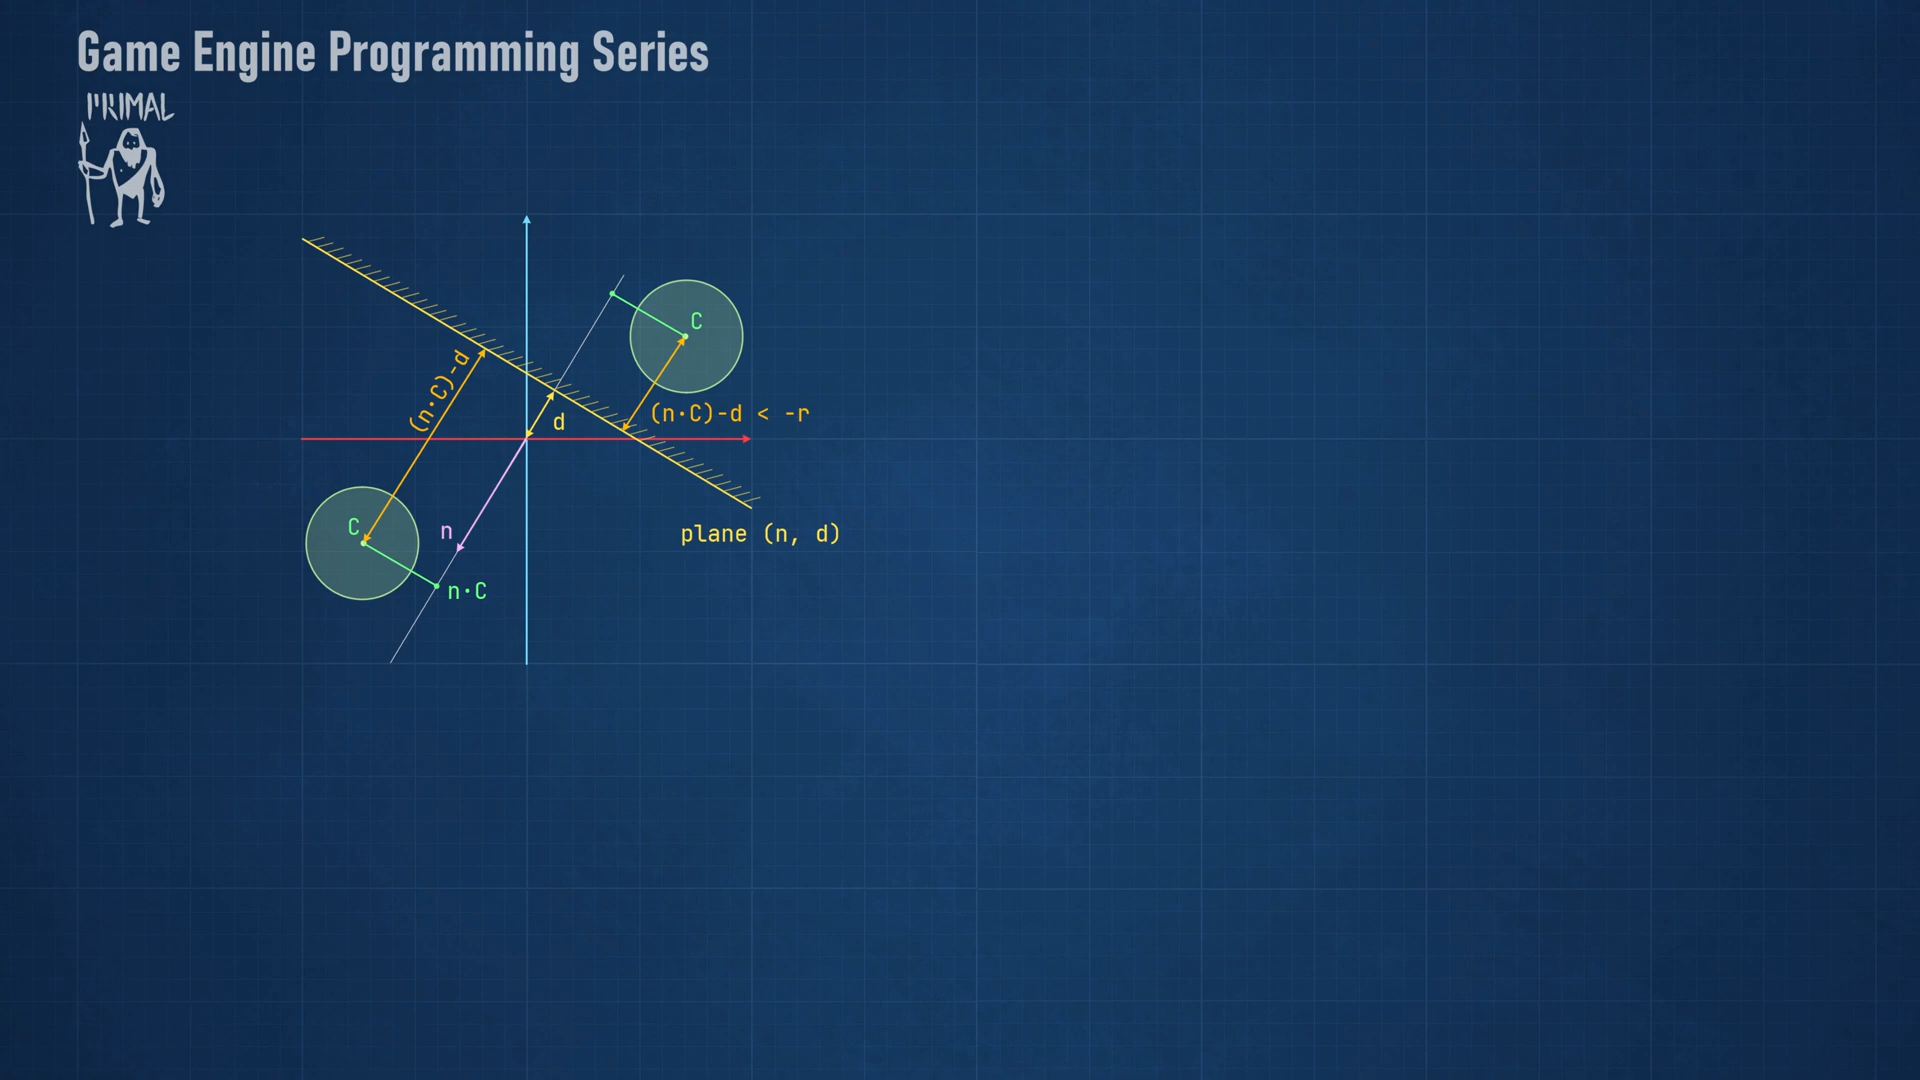 Game Engine Programming Series
PRIMAL
C
(n·C)-d
d
(n·C)-d < -r
C
n
plane (n, d)
n·C